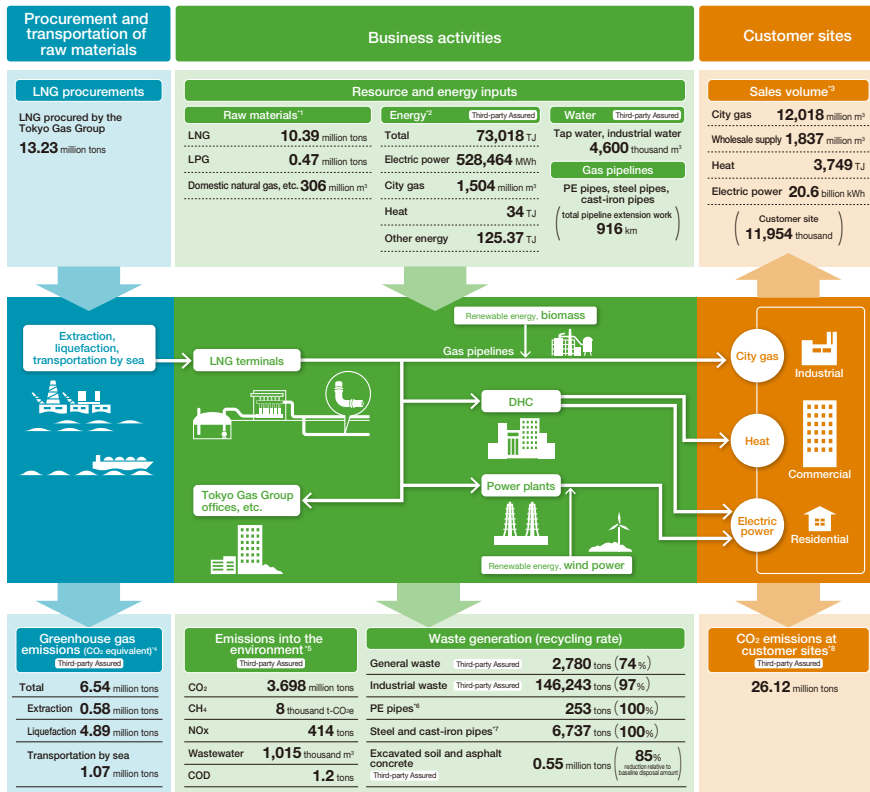 Procurement and
transportation of
raw materials
Business activities
Customer sites
LNG procurements
LNG procured by the
Tokyo Gas Group
13.23 million tons
Resource and energy inputs
Raw materials*1
LNG 10.39 million tons
LPG 0.47 million tons
Domestic natural gas, etc. 306 million m³
Energy*2 Third-party Assured
Total 73,018 TJ
Electric power 528,464 MWh
City gas 1,504 million m³
Heat 34 TJ
Other energy 125.37 TJ
Water Third-party Assured
Tap water, industrial water
4,600 thousand m³
Gas pipelines
PE pipes, steel pipes,
cast-iron pipes
(total pipeline extension work
916 km)
Sales volume*3
City gas 12,018 million m³
Wholesale supply 1,837 million m³
Heat 3,749 TJ
Electric power 20.6 billion kWh
(Customer site
11,954 thousand)
Extraction,
liquefaction,
transportation by sea
LNG terminals
Renewable energy, biomass
Gas pipelines
DHC
Tokyo Gas Group
offices, etc.
Power plants
Renewable energy, wind power
City gas
Heat
Electric
power
Industrial
Commercial
Residential
Greenhouse gas
emissions (CO₂ equivalent)*4
Third-party Assured
Total 6.54 million tons
Extraction 0.58 million tons
Liquefaction 4.89 million tons
Transportation by sea
1.07 million tons
Emissions into the
environment*5
Third-party Assured
CO₂ 3.698 million tons
CH₄ 8 thousand t-CO₂e
NOx 414 tons
Wastewater 1,015 thousand m³
COD 1.2 tons
Waste generation (recycling rate)
General waste Third-party Assured 2,780 tons (74%)
Industrial waste Third-party Assured 146,243 tons (97%)
PE pipes*6 253 tons (100%)
Steel and cast-iron pipes*7 6,737 tons (100%)
Excavated soil and asphalt
concrete
Third-party Assured
0.55 million tons (85%
reduction relative to
baseline disposal amount)
CO₂ emissions at
customer sites*8
Third-party Assured
26.12 million tons